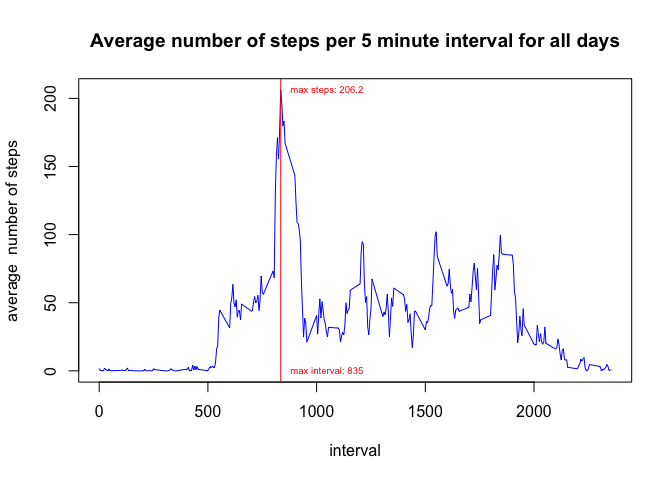 Average number of steps per 5 minute interval for all days
max steps: 206.2
average  number of steps
200
150
100
50
0
max interval: 835
0
500
1000
1500
2000
interval